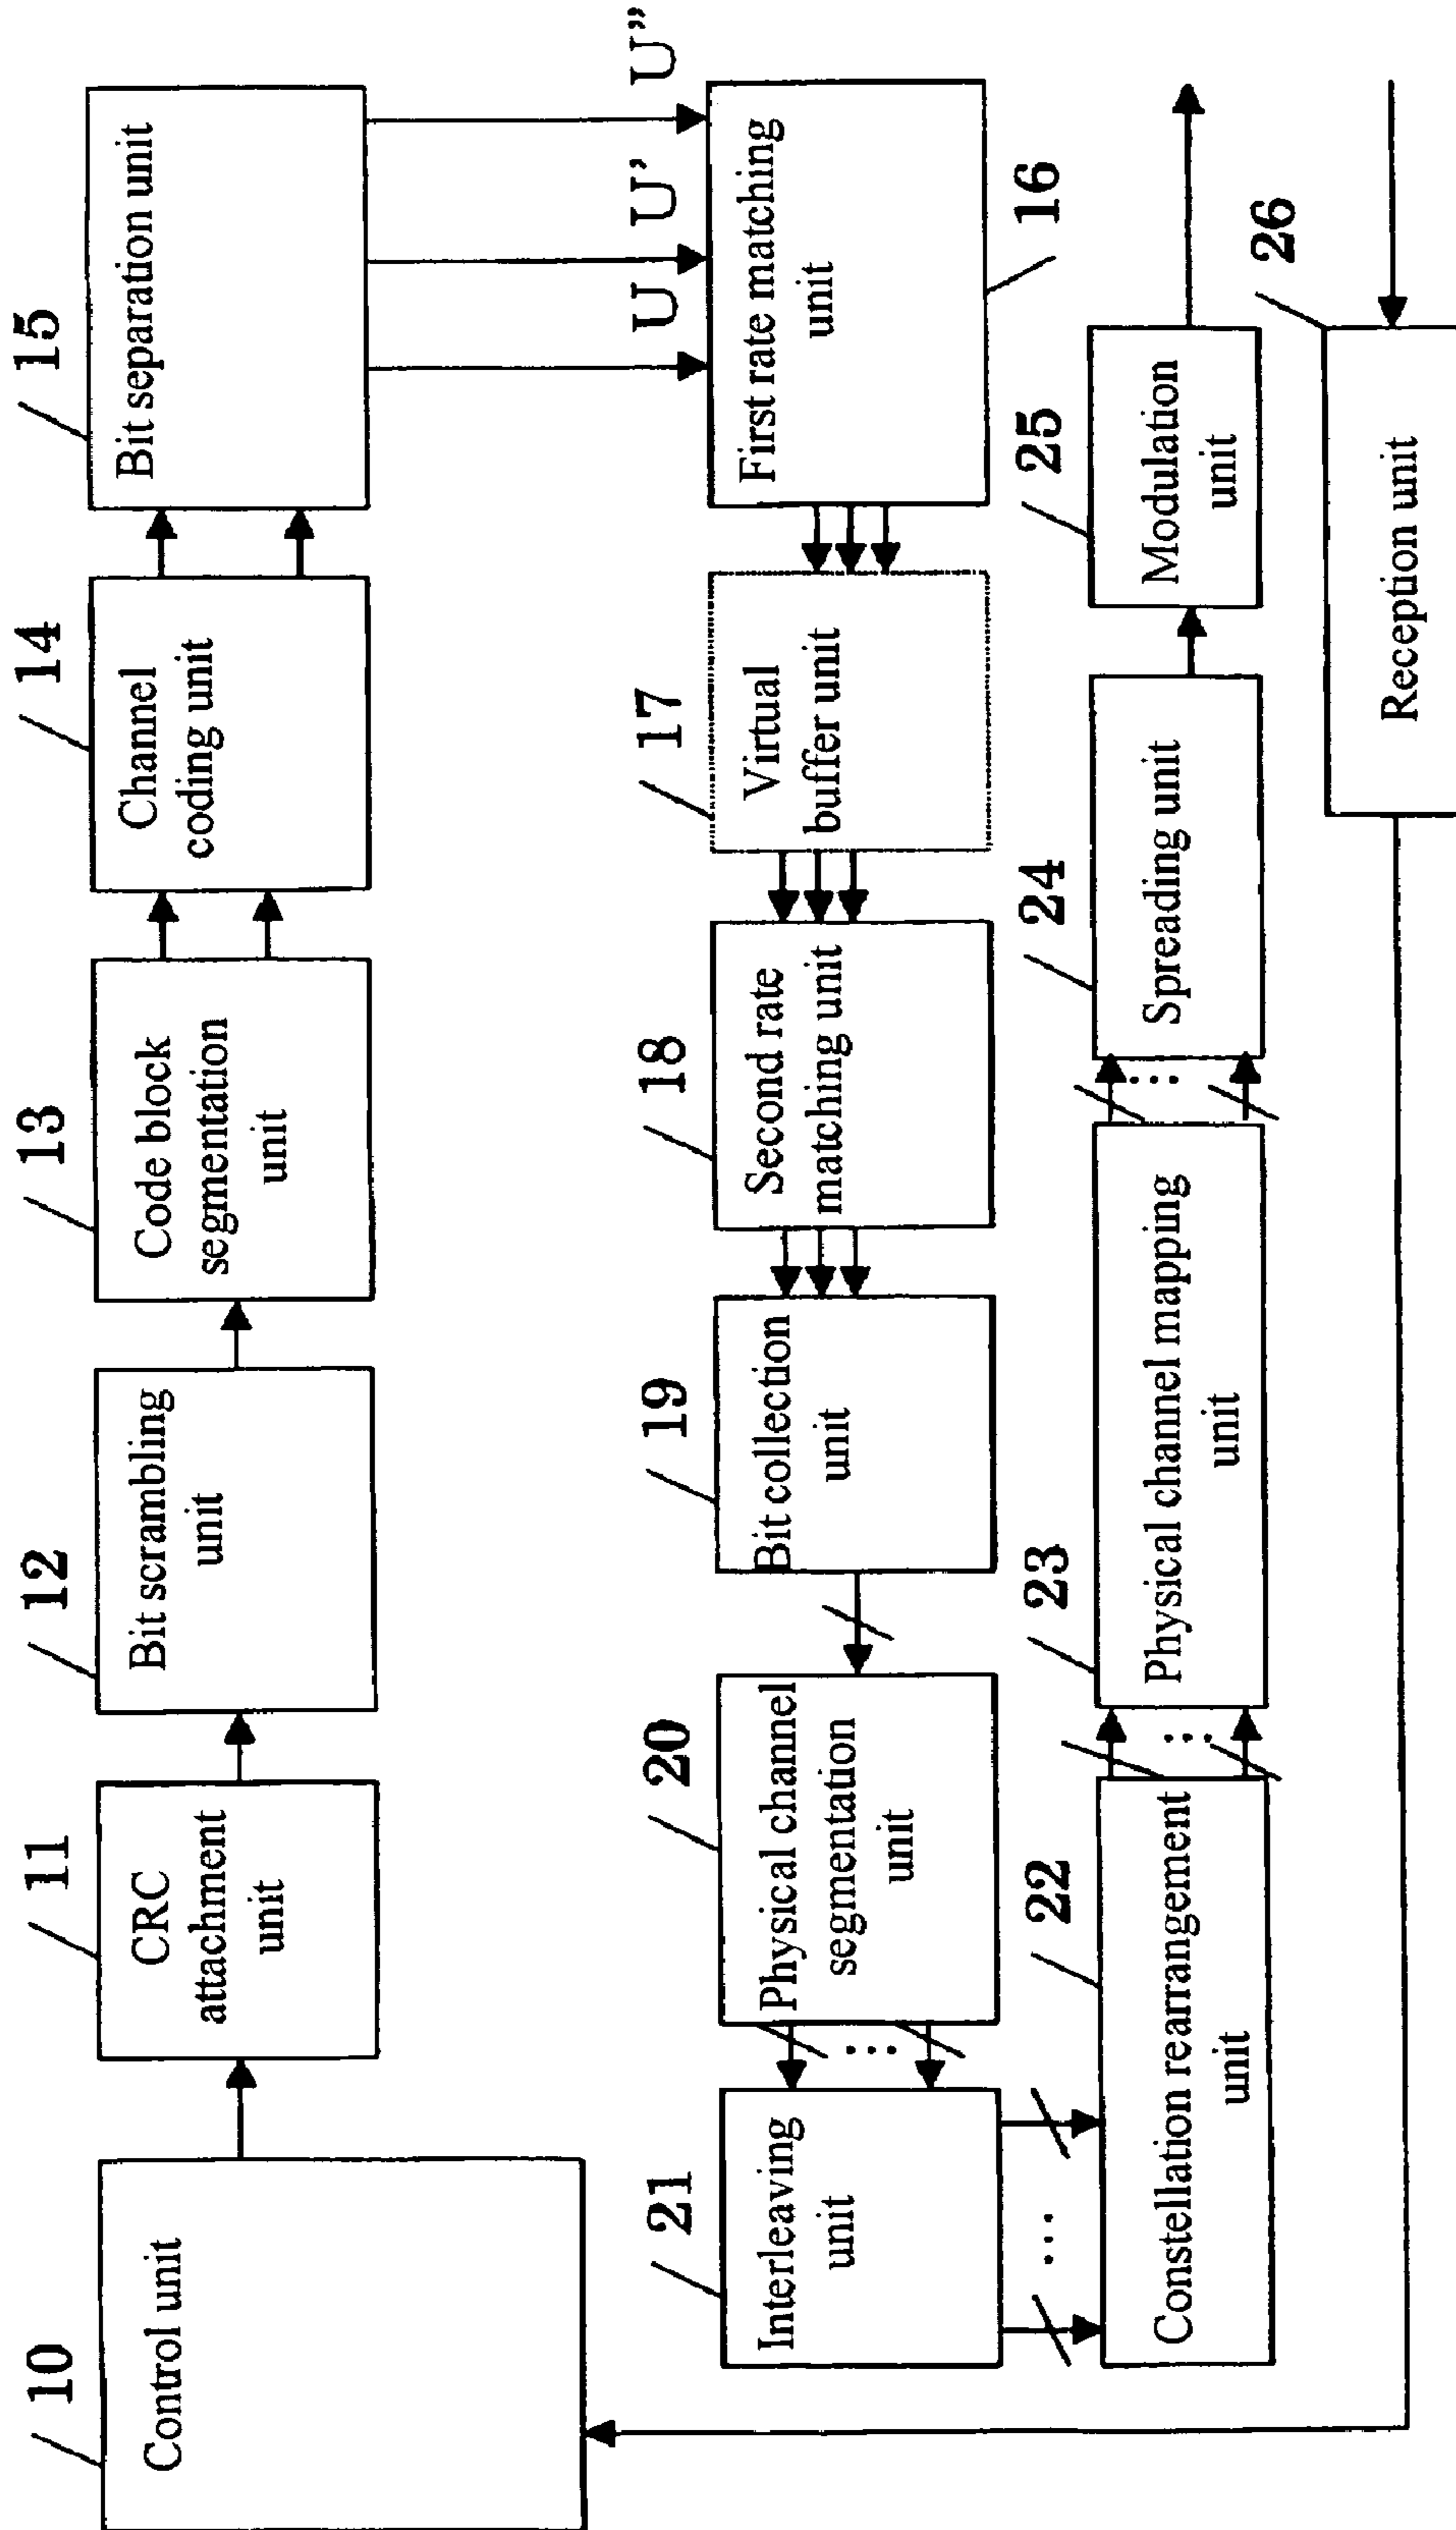 10
Control unit
11
CRC
attachment
unit
12
Bit scrambling
unit
13
Code block
segmentation
unit
14
Channel
coding unit
15
Bit separation unit
U
U'
U"
16
First rate matching
unit
17
Virtual
buffer unit
18
Second rate
matching unit
19
Bit collection
unit
20
Physical channel
segmentation
unit
21
Interleaving
unit
22
Constellation rearrangement
unit
23
Physical channel mapping
unit
24
Spreading unit
25
Modulation
unit
26
Reception unit